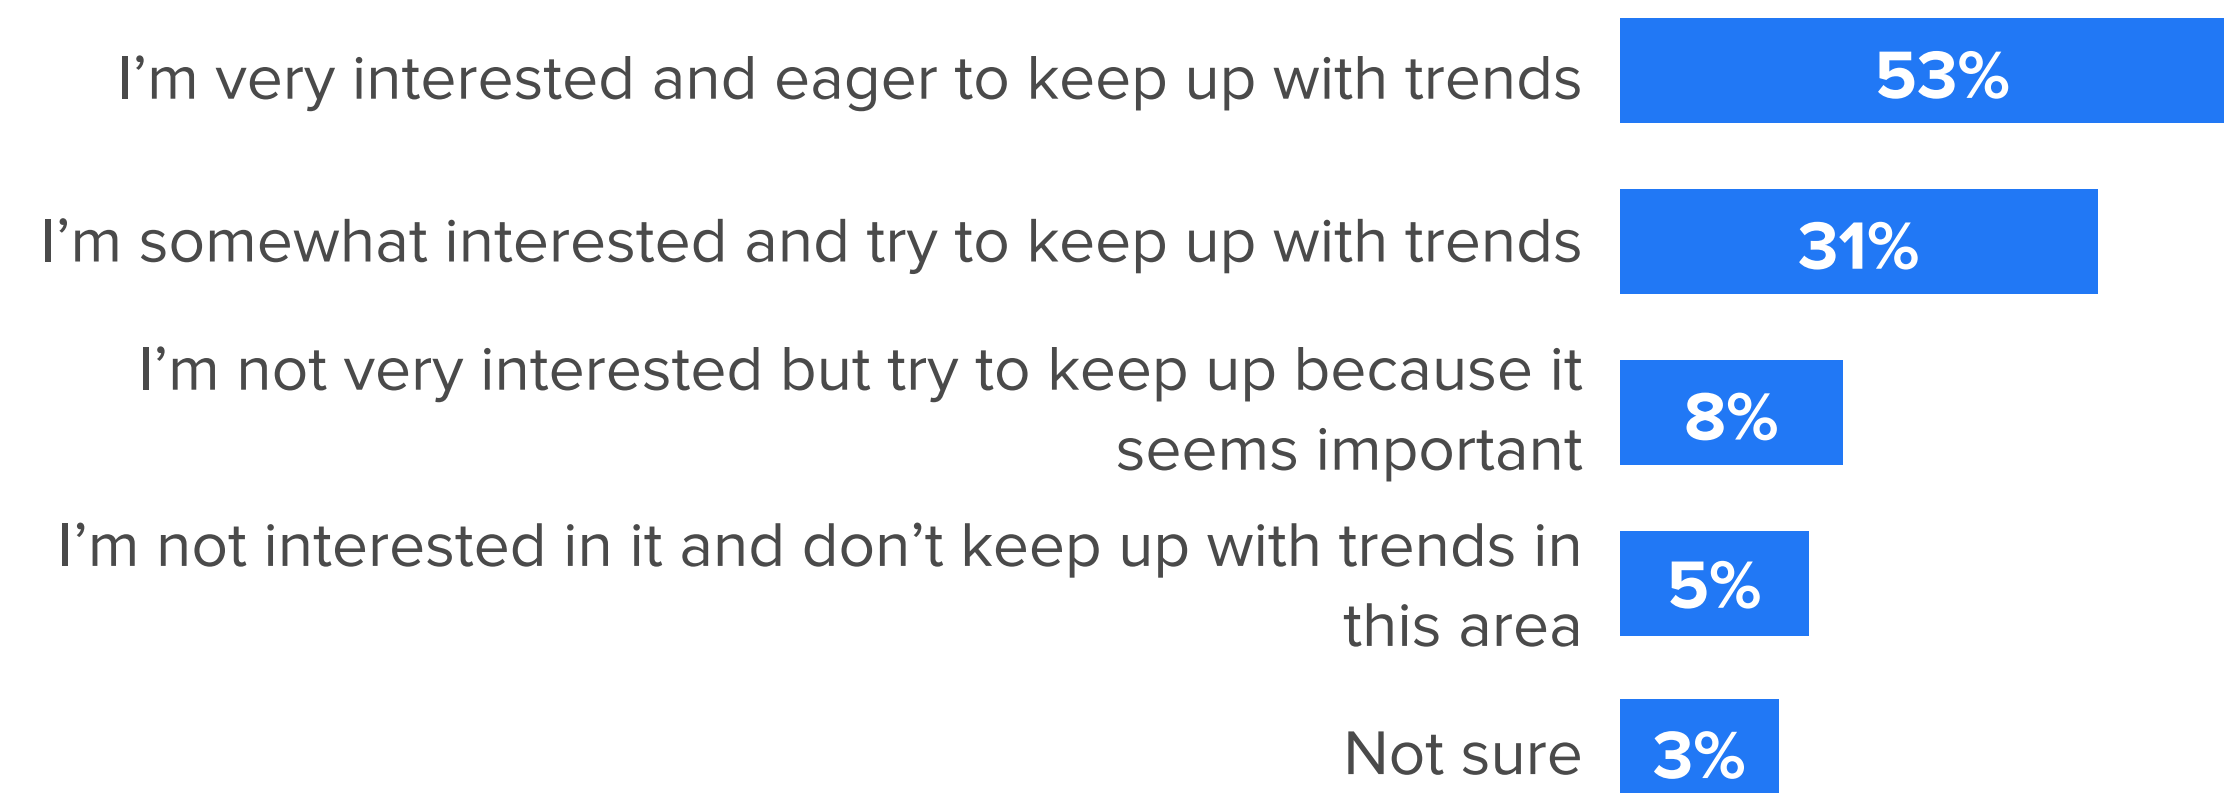 I’m very interested and eager to keep up with trends
53%
I’m somewhat interested and try to keep up with trends
31%
I’m not very interested but try to keep up because it
seems important
8%
I’m not interested in it and don’t keep up with trends in
this area
5%
Not sure
3%